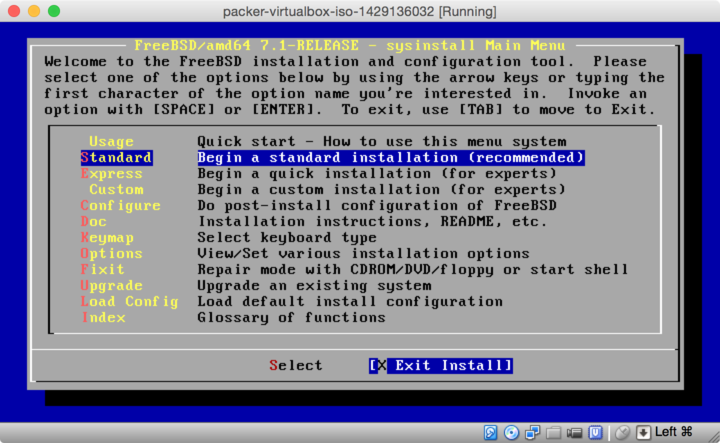 packer-virtualbox-iso-1429136032 [Running]
FreeBSD/amd64 7.1-RELEASE - sysinstall Main Menu
Welcome to the FreeBSD installation and configuration tool.  Please
select one of the options below by using the arrow keys or typing the
first character of the option name you're interested in.  Invoke an
option with [SPACE] or [ENTER].  To exit, use [TAB] to move to Exit.
Usage Quick start - How to use this menu system
Standard Begin a standard installation (recommended)
Express Begin a quick installation (for experts)
Custom Begin a custom installation (for experts)
Configure Do post-install configuration of FreeBSD
Doc Installation instructions, README, etc.
Keymap Select keyboard type
Options View/Set various installation options
Fixit Repair mode with CDROM/DVD/floppy or start shell
Upgrade Upgrade an existing system
Load Config Load default install configuration
Index Glossary of functions
Select [X Exit Install]
Left ⌘